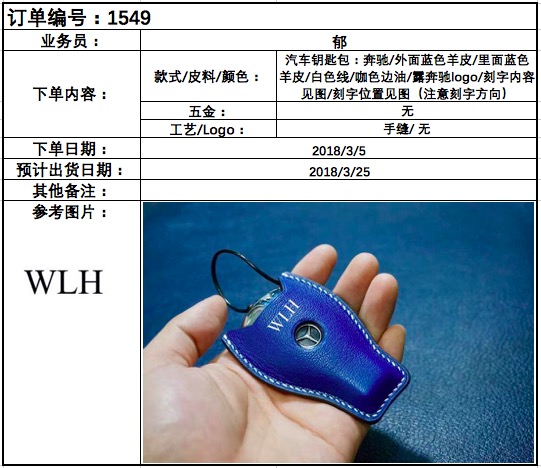 订单编号：1549
业务员： 郁
下单内容： 款式/皮料/颜色： 汽车钥匙包：奔驰/外面蓝色羊皮/里面蓝色
羊皮/白色线/咖色边油/露奔驰logo/刻字内容
见图/刻字位置见图（注意刻字方向）
五金： 无
工艺/Logo： 手缝/ 无
下单日期： 2018/3/5
预计出货日期： 2018/3/25
其他备注：
参考图片：
WLH
WLH